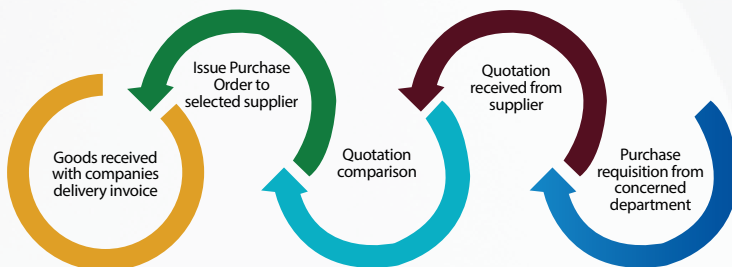 Issue Purchase
Order to
selected supplier
Quotation
received from
supplier
Goods received
with companies
delivery invoice
Quotation
comparison
Purchase
requisition from
concerned
department